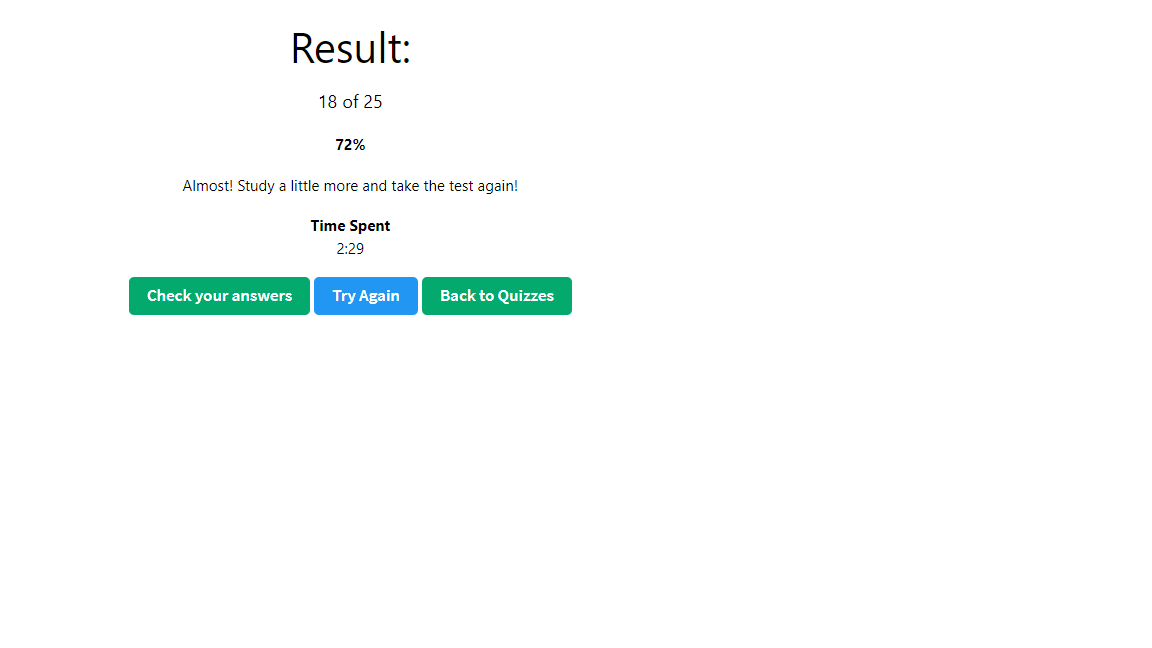 Result:
18 of 25
72%
Almost! Study a little more and take the test again!
Time Spent
2:29
Check your answers Try Again Back to Quizzes